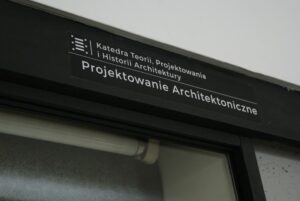 Katedra Teorii, Projektowania
i Historii Architektury
Projektowanie Architektoniczne